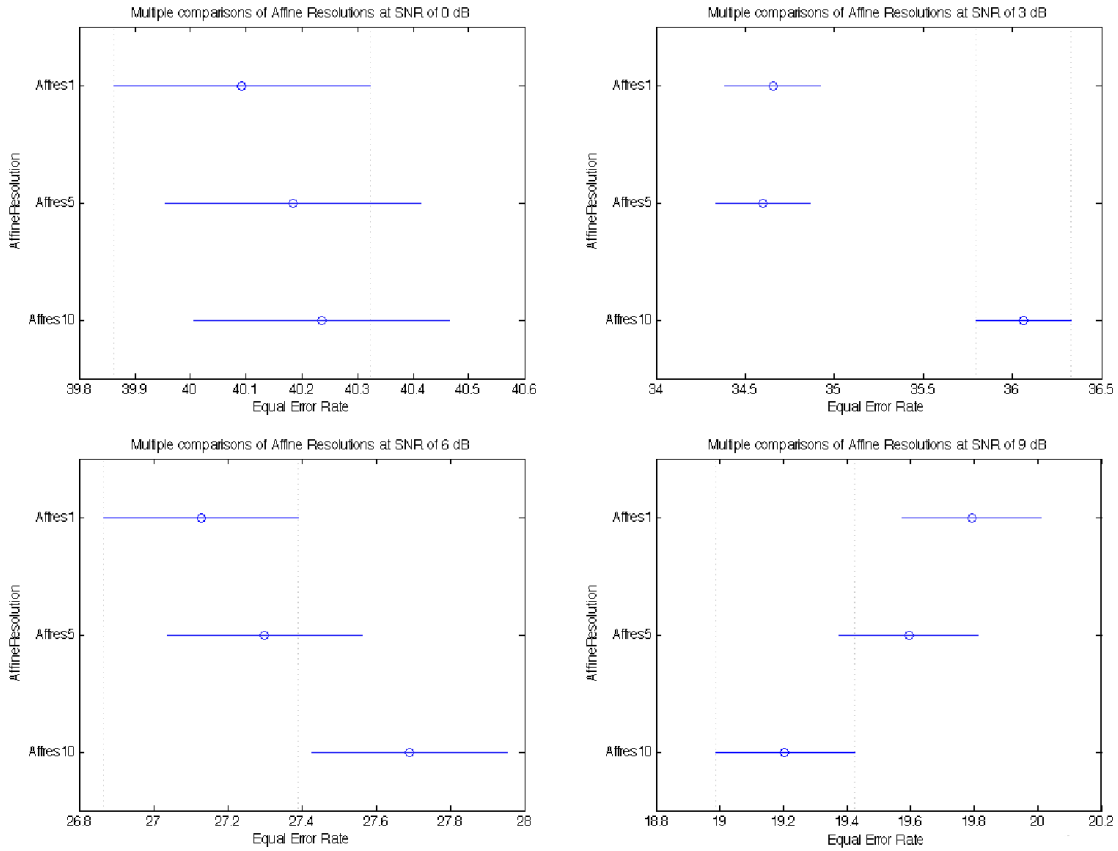 Multiple comparisons of Affine Resolutions at SNR of 0 dB
Affres1
Affres5
Affres10
AffineResolution
39.8 39.9 40 40.1 40.2 40.3 40.4 40.5 40.6
Equal Error Rate
Multiple comparisons of Affine Resolutions at SNR of 3 dB
Affres1
Affres5
Affres10
AffineResolution
34 34.5 35 35.5 36 36.5
Equal Error Rate
Multiple comparisons of Affine Resolutions at SNR of 6 dB
Affres1
Affres5
Affres10
AffineResolution
26.8 27 27.2 27.4 27.6 27.8 28
Equal Error Rate
Multiple comparisons of Affine Resolutions at SNR of 9 dB
Affres1
Affres5
Affres10
AffineResolution
18.8 19 19.2 19.4 19.6 19.8 20 20.2
Equal Error Rate